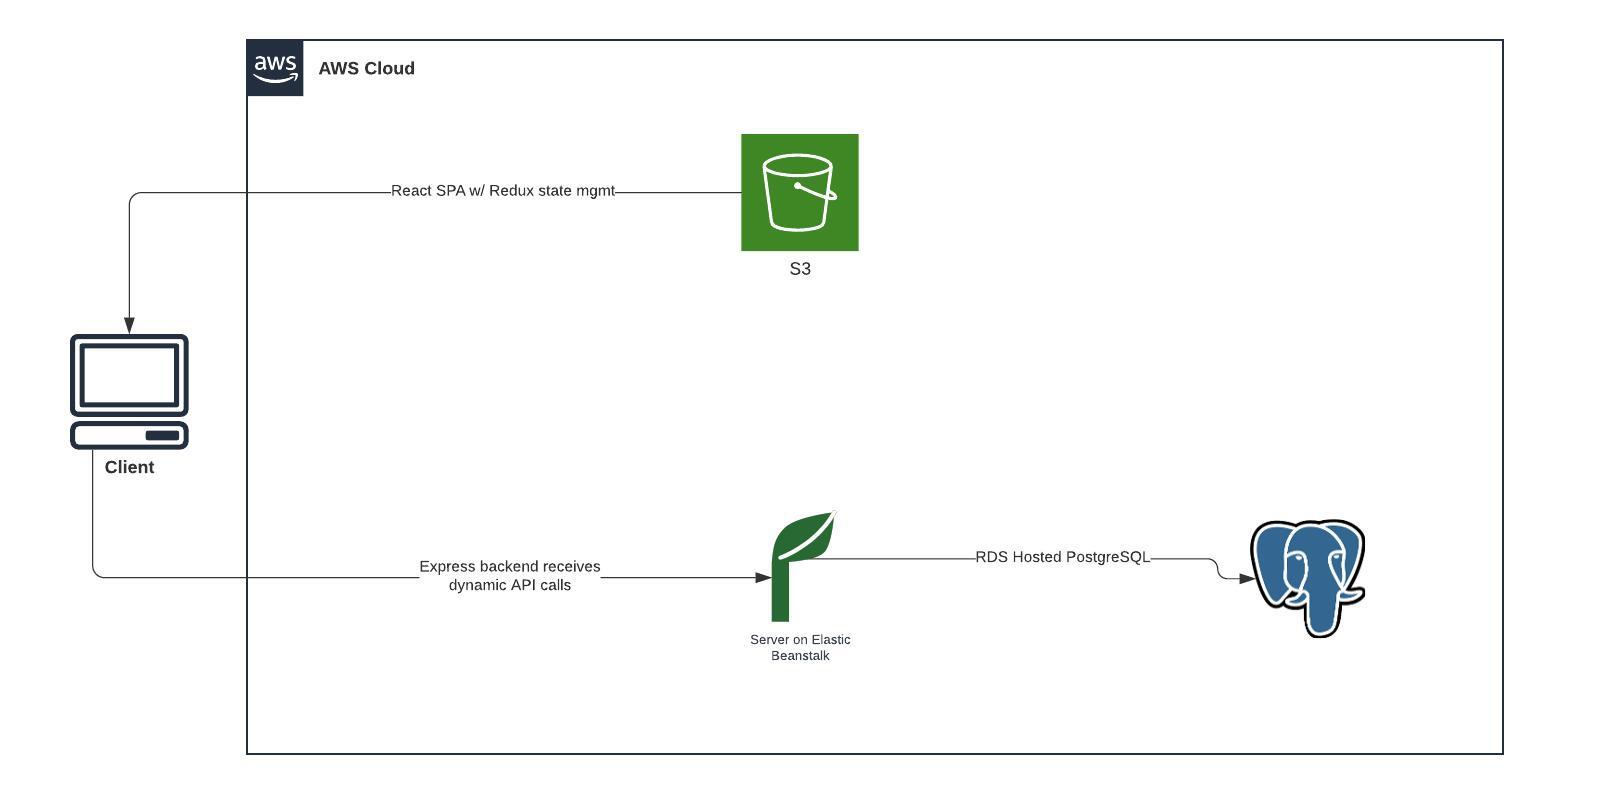 aws
AWS Cloud
React SPA w/ Redux state mgmt
S3
Client
Express backend receives
dynamic API calls
RDS Hosted PostgreSQL
Server on Elastic
Beanstalk